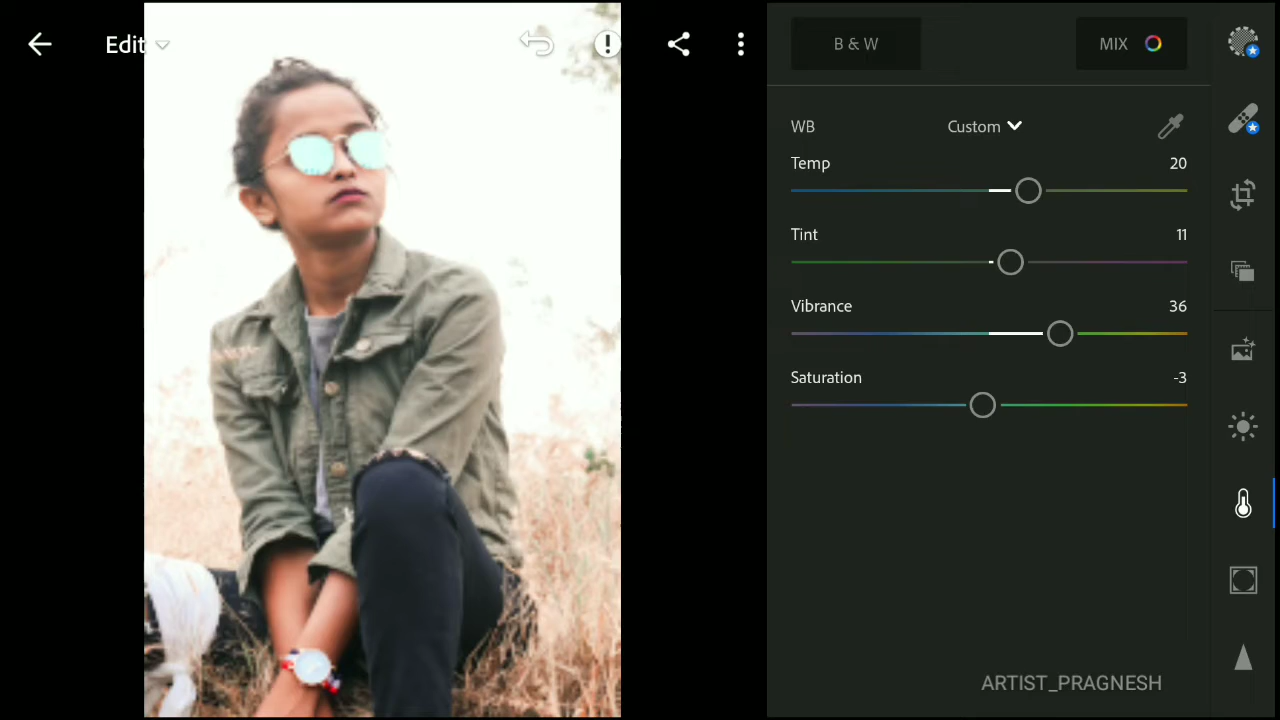 Edit
B & W
MIX
WB
Custom
Temp
20
Tint
11
Vibrance
36
Saturation
-3
ARTIST_PRAGNESH